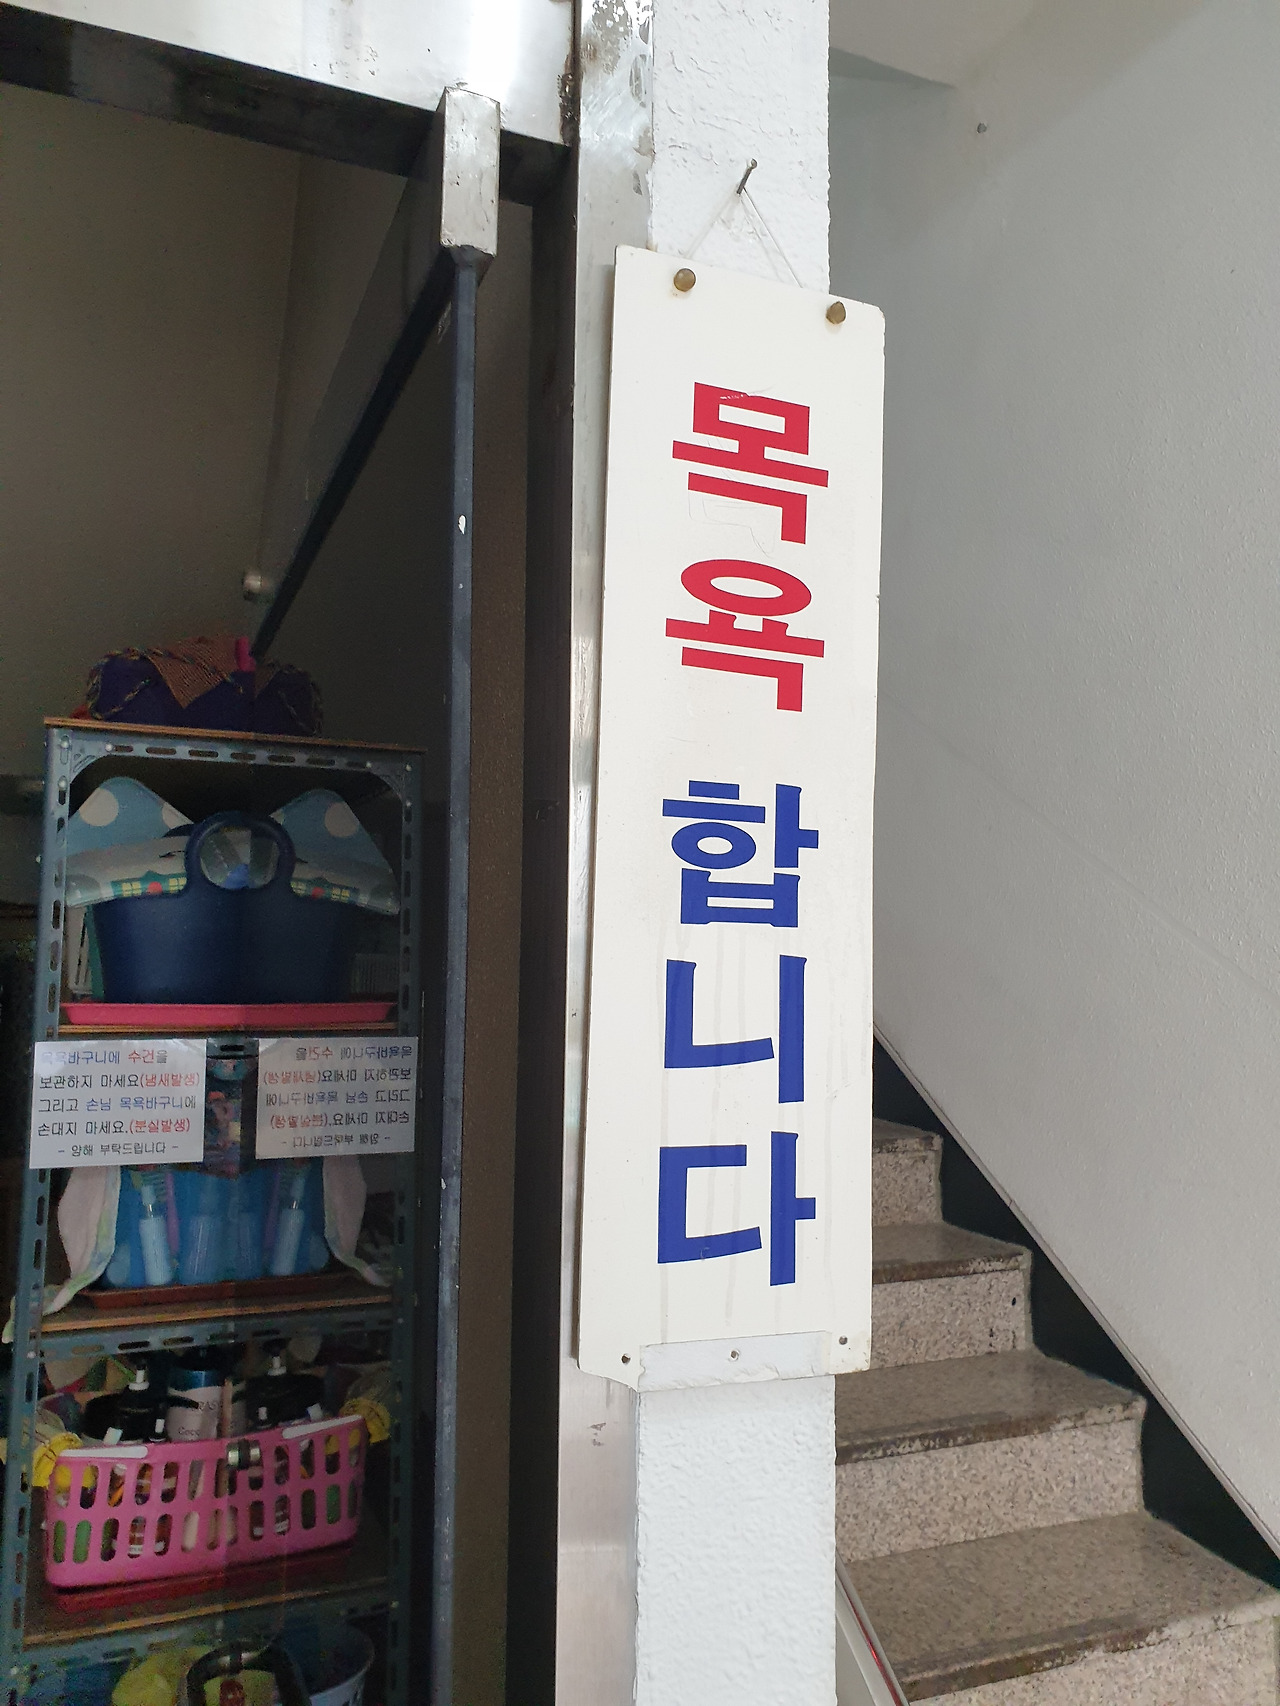 목욕합니다
목욕바구니에 수건을
보관하지 마세요(냄새발생)
그리고 손님 목욕바구니에
손대지 마세요.(분실발생)
- 양해 부탁드립니다 -